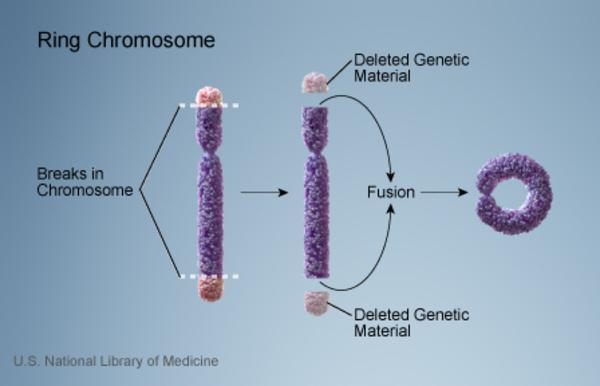 Ring Chromosome
Deleted Genetic
Material
Breaks in
Chromosome
Fusion
Deleted Genetic
Material
U.S. National Library of Medicine